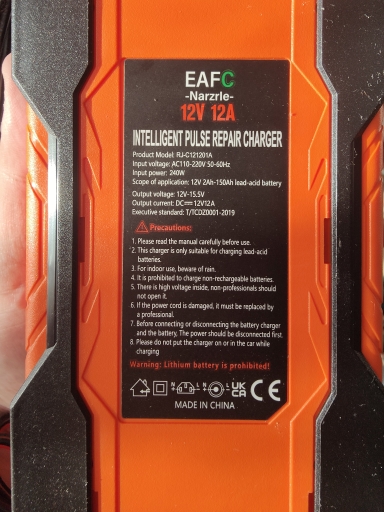 EAFC
-Narzrle-
12V 12A
INTELLIGENT PULSE REPAIR CHARGER
Product Model: RJ-C121201A
Input voltage: AC110-220V 50-60Hz
Input power: 240W
Scope of application: 12V 2Ah-150Ah lead-acid battery
Output voltage: 12V-15.5V
Output current: DC⎓12V12A
Executive standard: T/TCDZ0001-2019
Precautions:
1. Please read the manual carefully before use.
2. This charger is only suitable for charging lead-acid
batteries.
3. For indoor use, beware of rain.
4. It is prohibited to charge non-rechargeable batteries.
5. There is high voltage inside, non-professionals should
not open it.
6. If the power cord is damaged, it must be replaced by
a professional.
7. Before connecting or disconnecting the battery charger
and the battery, The power should be disconnected first.
8. Please do not put the charger on or in the car while
charging
Warning: Lithium battery is prohibited!
N L N L UK CA CE
MADE IN CHINA